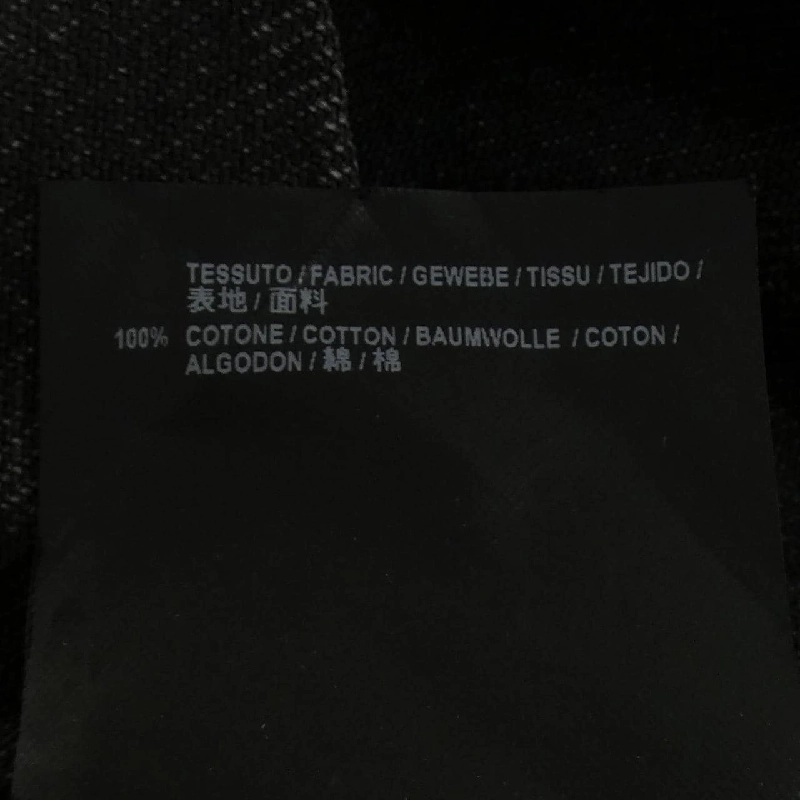 TESSUTO / FABRIC / GEWEBE / TISSU / TEJIDO /
表地 / 面料
100% COTONE / COTTON / BAUMWOLLE / COTON /
ALGODON / 綿 / 棉